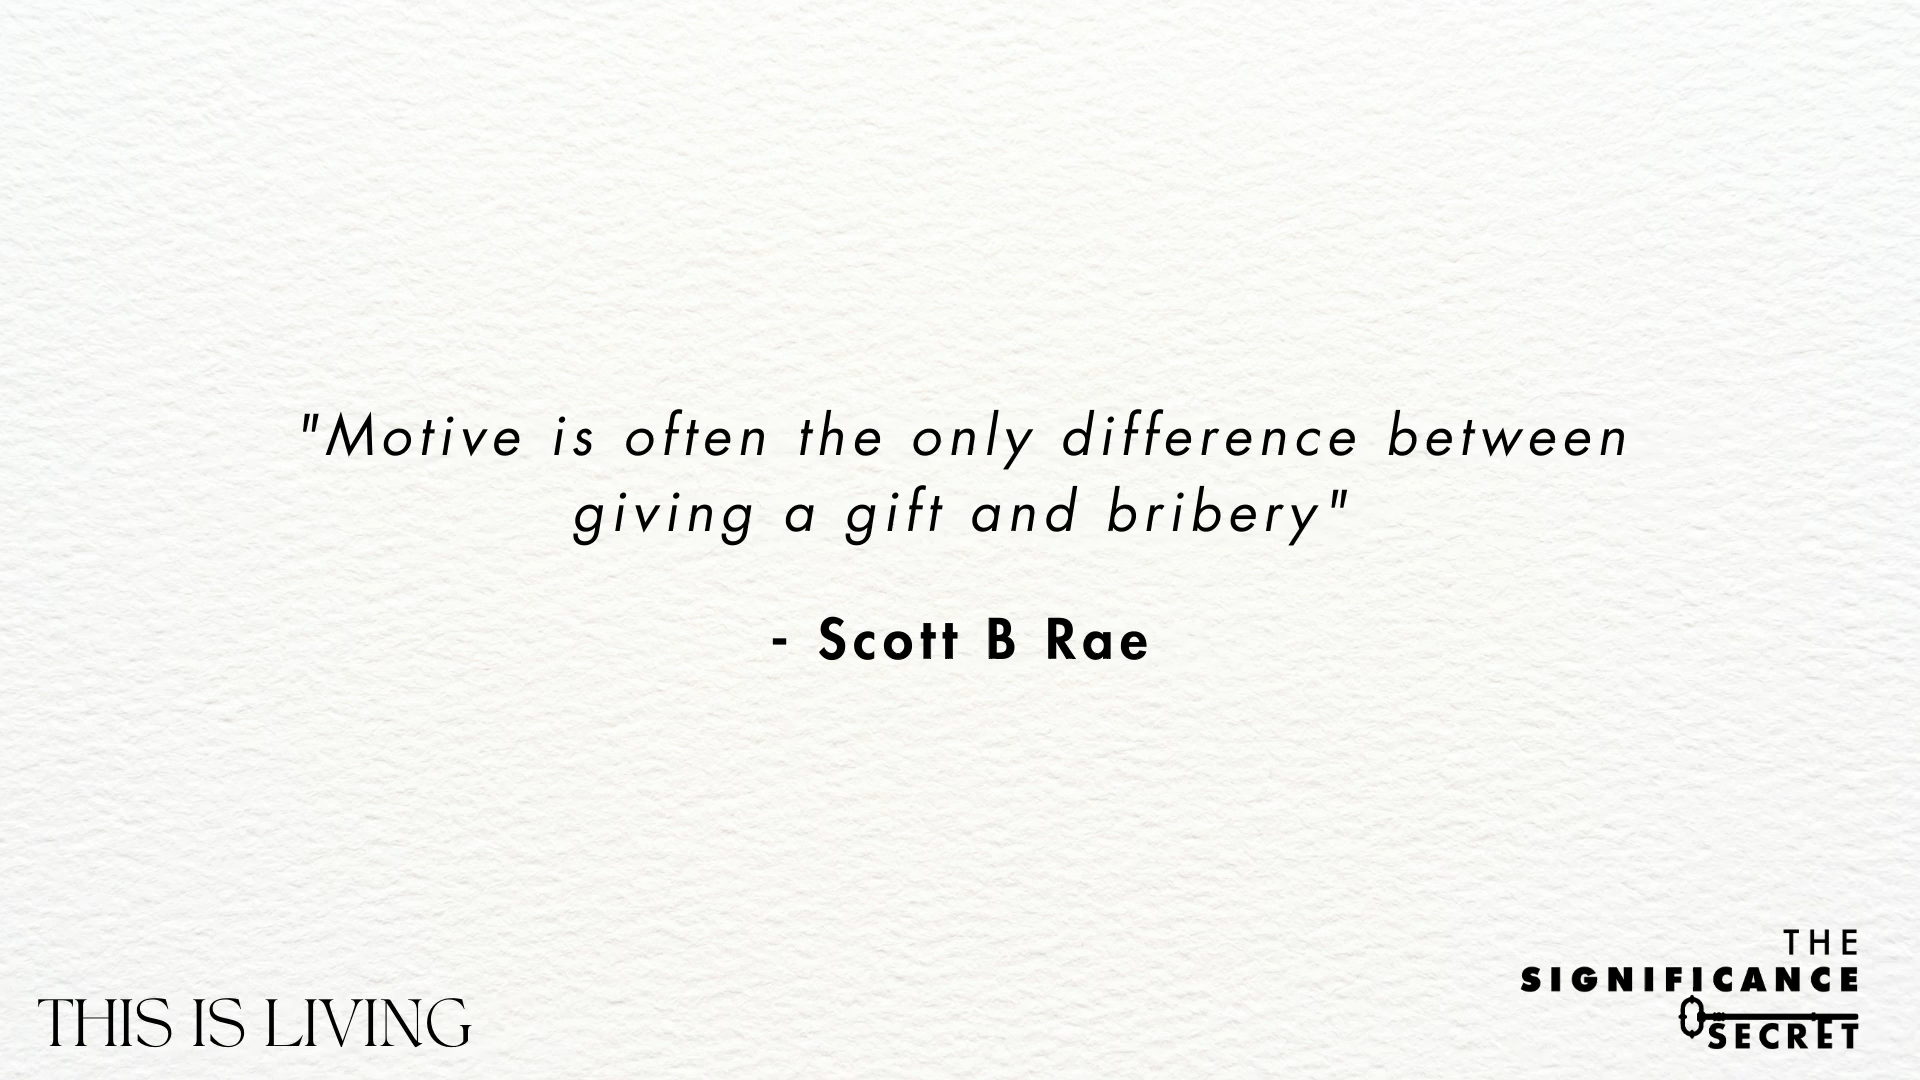 "Motive is often the only difference between
giving a gift and bribery"
- Scott B Rae
THIS IS LIVING
THE
SIGNIFICANCE
SECRET